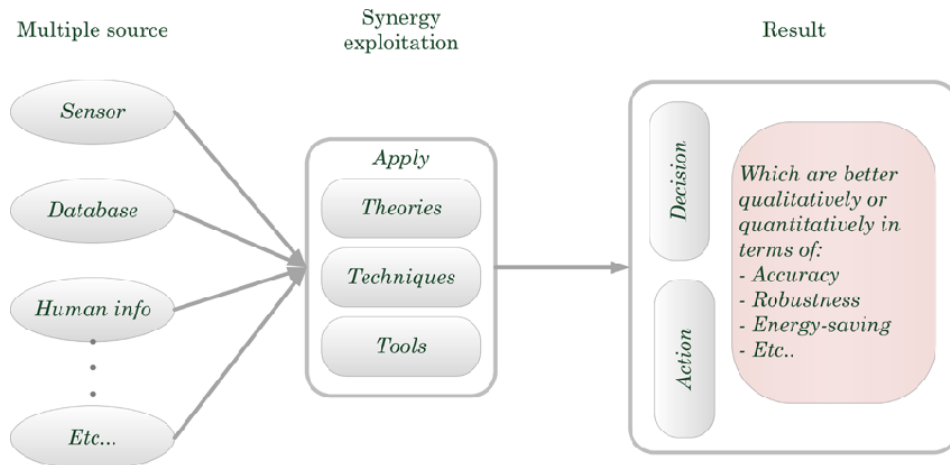 Multiple source
Synergy
exploitation
Result
Sensor
Database
Human info
Etc...
Apply
Theories
Techniques
Tools
Decision
Action
Which are better
qualitatively or
quantitatively in
terms of:
- Accuracy
- Robustness
- Energy-saving
- Etc..